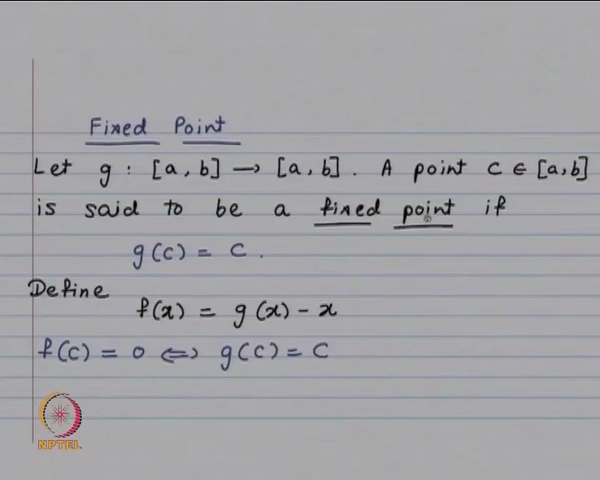 Fixed Point
Let g : [a, b] → [a, b]. A point c ∈ [a,b]
is said to be a fixed point if
g(c) = c.
Define
f(x) = g(x) - x
f(c) = 0 ⇔ g(c) = c
NPTEL